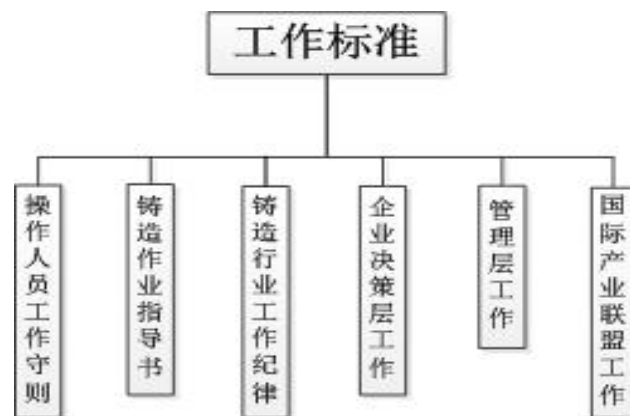 工作标准
操作人员工作守则
铸造作业指导书
铸造行业工作纪律
企业决策层工作
管理层工作
国际产业联盟工作